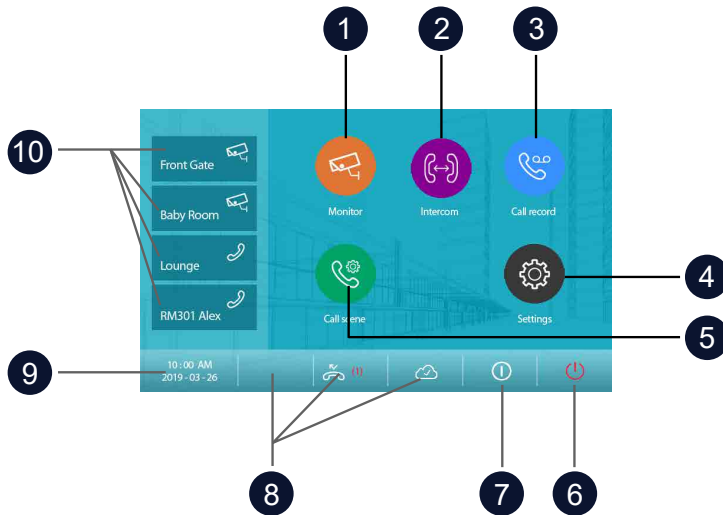 1
2
3
10
Front Gate
Monitor
Intercom
Call record
Baby Room
Lounge
4
RM301 Alex
Call scene
Settings
5
9
10:00 AM
2019-03-26
(1)
8
7
6